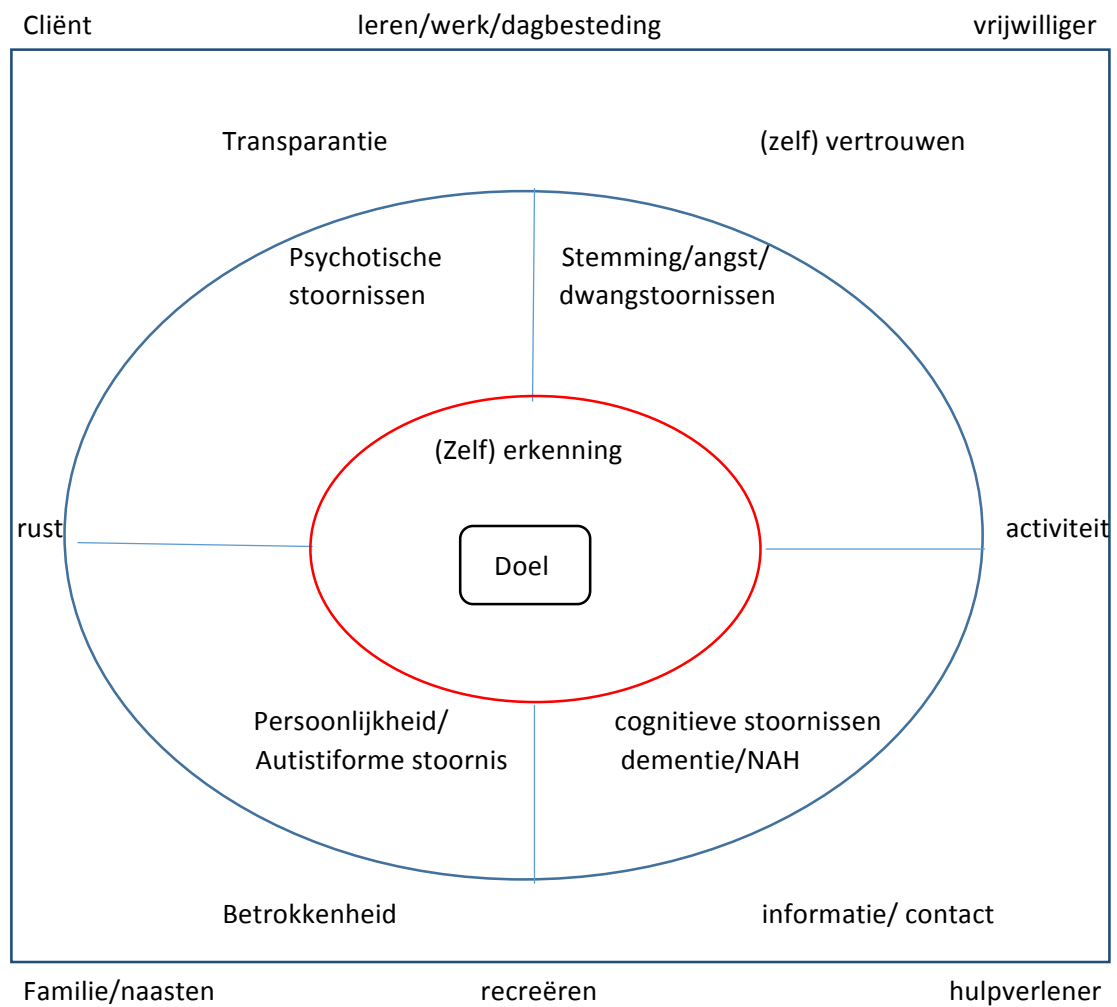 Cliënt leren/werk/dagbesteding vrijwilliger
Transparantie (zelf) vertrouwen
Psychotische
stoornissen
Stemming/angst/
dwangstoornissen
(Zelf) erkenning
rust activiteit
Doel
Persoonlijkheid/
Autistiforme stoornis
cognitieve stoornissen
dementie/NAH
Betrokkenheid informatie/ contact
Familie/naasten recreëren hulpverlener